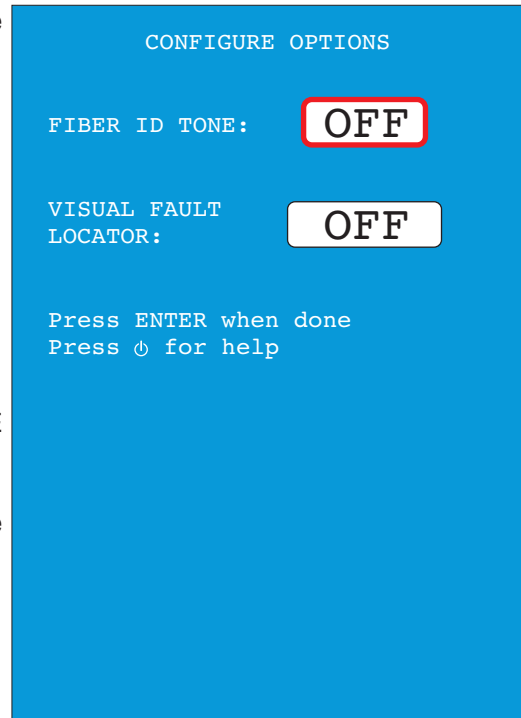 CONFIGURE OPTIONS
FIBER ID TONE: OFF
VISUAL FAULT
LOCATOR: OFF
Press ENTER when done
Press ⏻ for help